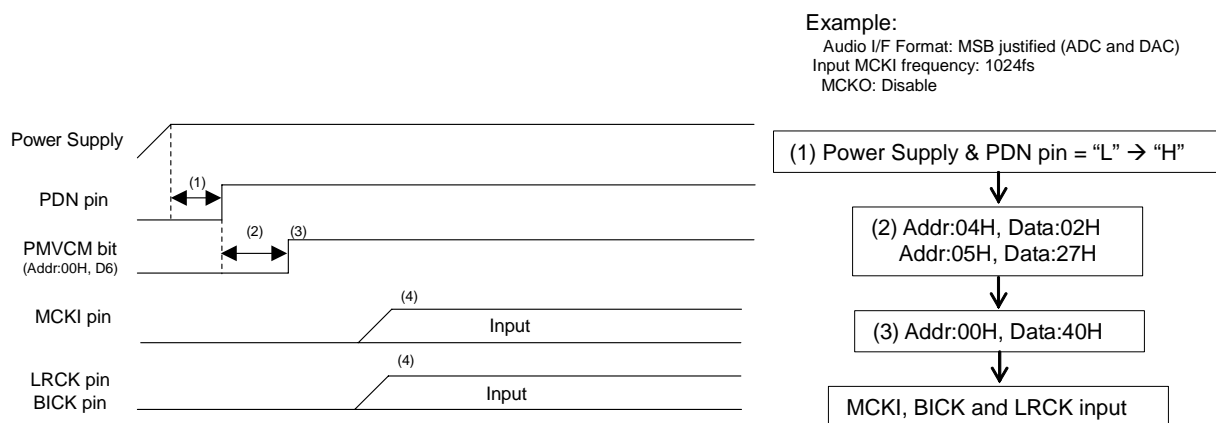 Example:
Audio I/F Format: MSB justified (ADC and DAC)
Input MCKI frequency: 1024fs
MCKO: Disable
Power Supply
(1)
PDN pin
(2)
(3)
PMVCM bit
(Addr:00H, D6)
(4)
MCKI pin
Input
(4)
LRCK pin
BICK pin
Input
(1) Power Supply & PDN pin = “L” → “H”
(2) Addr:04H, Data:02H
Addr:05H, Data:27H
(3) Addr:00H, Data:40H
MCKI, BICK and LRCK input